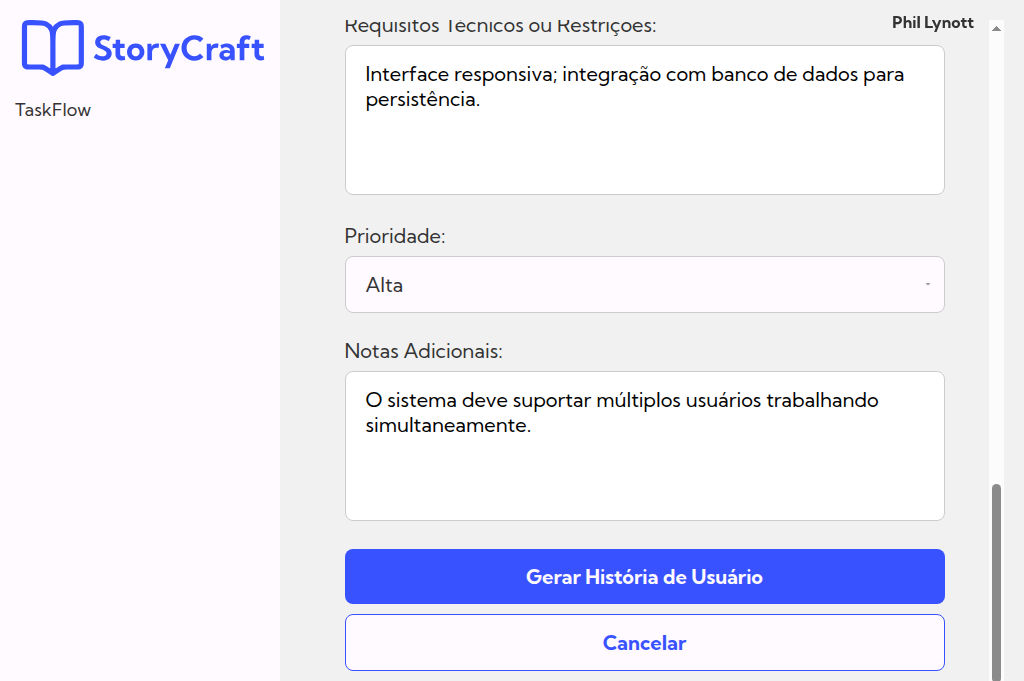 StoryCraft
TaskFlow
Phil Lynott
Requisitos Técnicos ou Restrições:
Interface responsiva; integração com banco de dados para
persistência.
Prioridade:
Alta
Notas Adicionais:
O sistema deve suportar múltiplos usuários trabalhando
simultaneamente.
Gerar História de Usuário
Cancelar